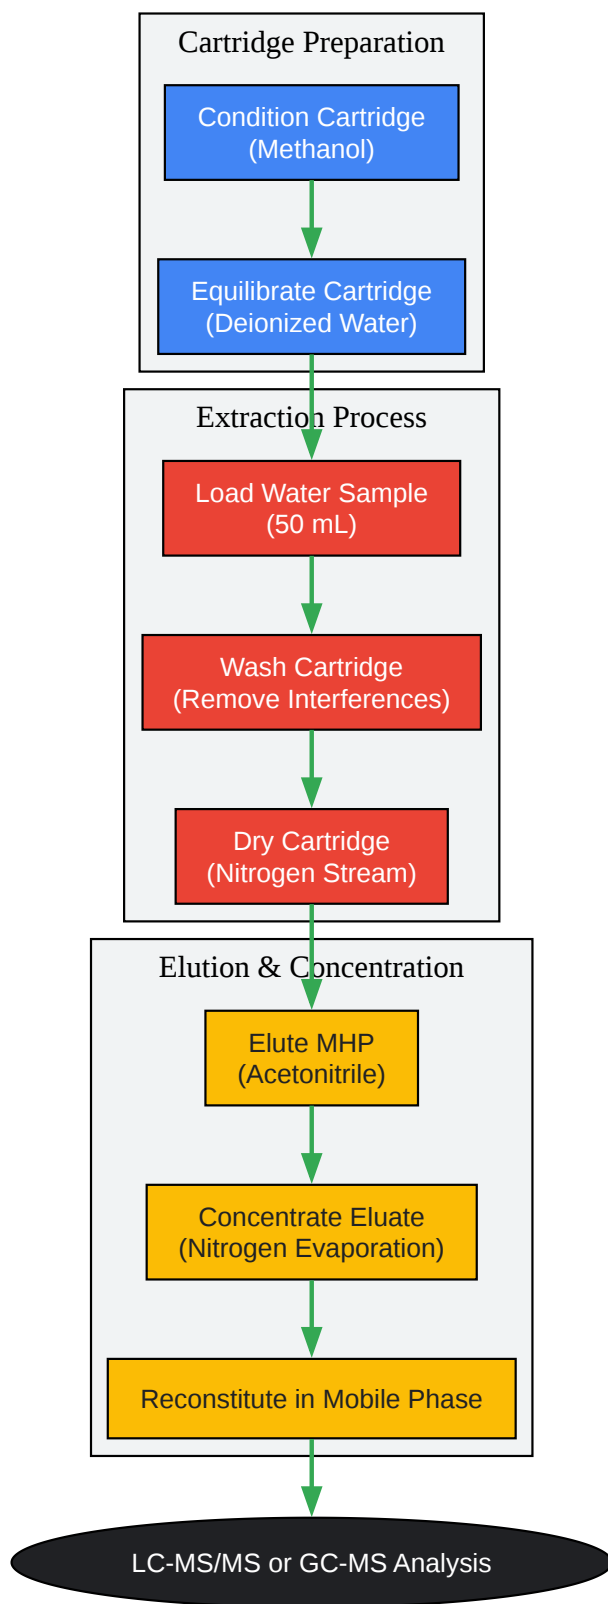 Cartridge Preparation
Condition Cartridge
(Methanol)
Equilibrate Cartridge
(Deionized Water)
Extraction Process
Load Water Sample
(50 mL)
Wash Cartridge
(Remove Interferences)
Dry Cartridge
(Nitrogen Stream)
Elution & Concentration
Elute MHP
(Acetonitrile)
Concentrate Eluate
(Nitrogen Evaporation)
Reconstitute in Mobile Phase
LC-MS/MS or GC-MS Analysis